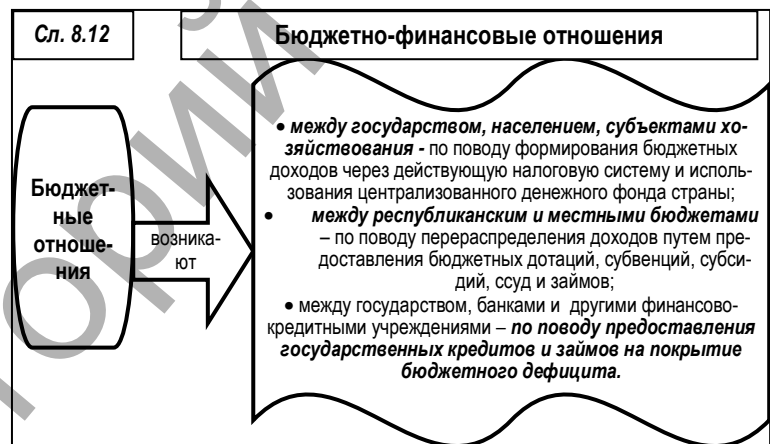 Сл. 8.12
Бюджетно-финансовые отношения
Бюджет-
ные
отноше-
ния
возника-
ют
• между государством, населением, субъектами хо-
зяйствования - по поводу формирования бюджетных
доходов через действующую налоговую систему и исполь-
зования централизованного денежного фонда страны;
• между республиканским и местными бюджетами
– по поводу перераспределения доходов путем пре-
доставления бюджетных дотаций, субвенций, субси-
дий, ссуд и займов;
• между государством, банками и другими финансово-
кредитными учреждениями – по поводу предоставления
государственных кредитов и займов на покрытие
бюджетного дефицита.